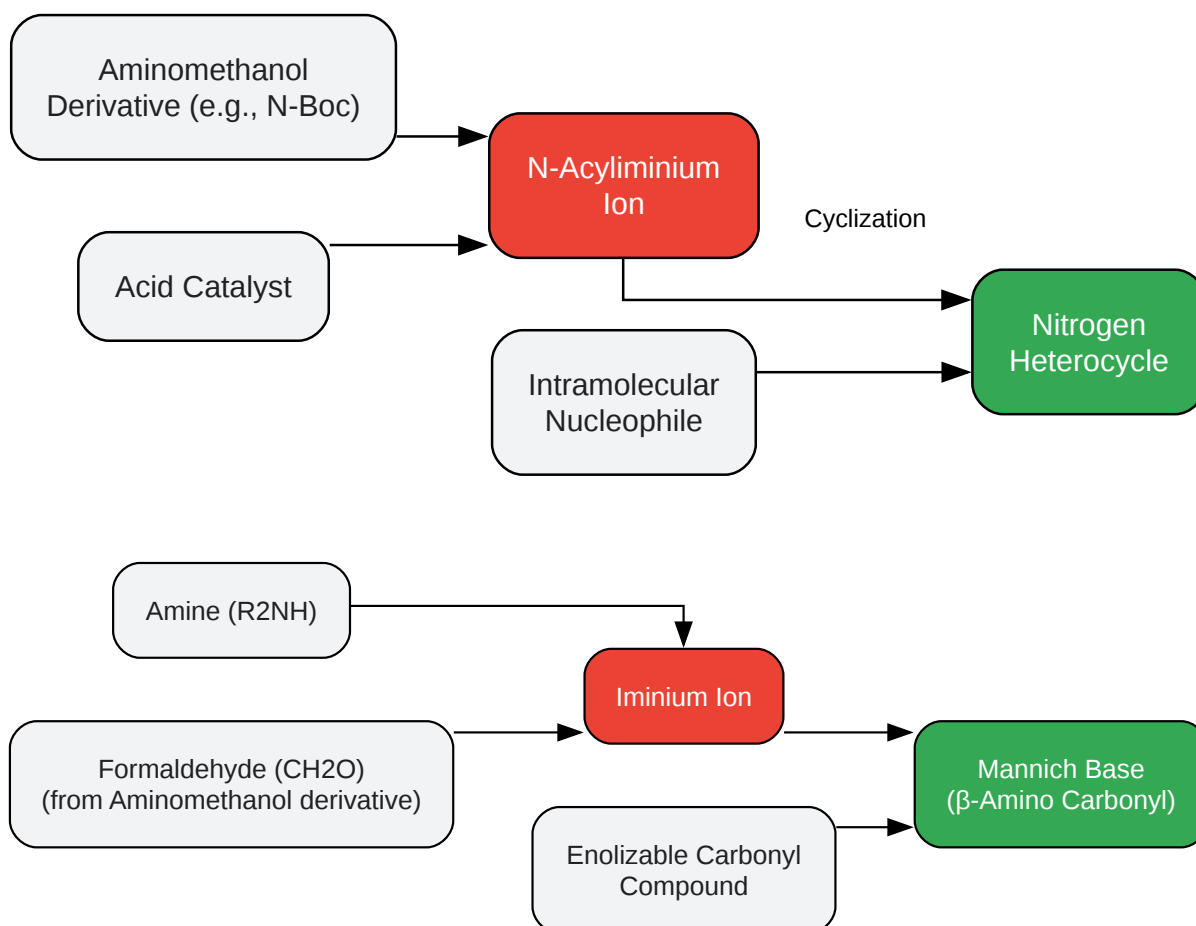 Aminomethanol
Derivative (e.g., N-Boc)
N-Acyliminium
Ion
Cyclization
Acid Catalyst
Nitrogen
Heterocycle
Intramolecular
Nucleophile
Amine (R2NH)
Iminium Ion
Formaldehyde (CH2O)
(from Aminomethanol derivative)
Mannich Base
(β-Amino Carbonyl)
Enolizable Carbonyl
Compound